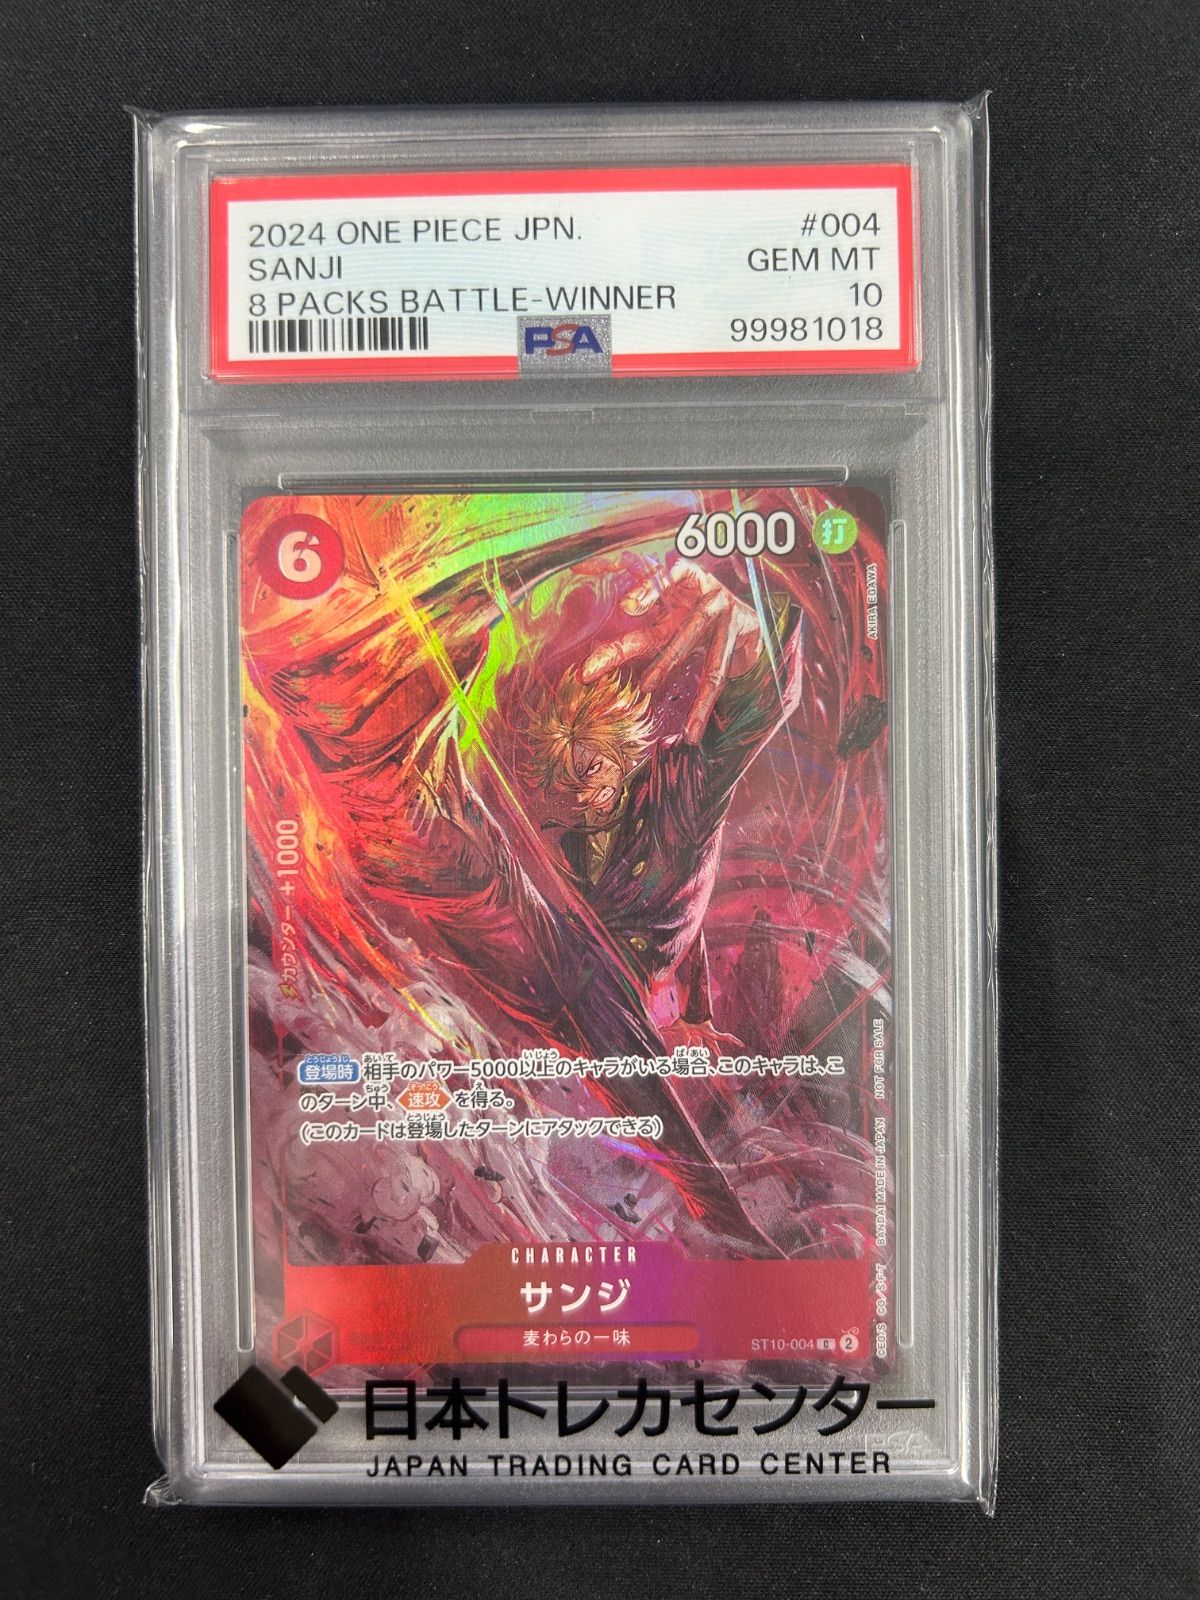 2024 ONE PIECE JPN. #004
SANJI GEM MT
8 PACKS BATTLE-WINNER 10
PSA 99981018
6 6000 打
AKIRA EGAWA
カウンター +1000
登場時 相手のパワー5000以上のキャラがいる場合、このキャラは、こ
のターン中、速攻を得る。
(このカードは登場したターンにアタックできる)
CHARACTER
サンジ
麦わらの一味
ST10-004 C 2
©EO/S ©O/S・F・T BANDAI MADE IN JAPAN NOT FOR SALE
日本トレカセンター
JAPAN TRADING CARD CENTER